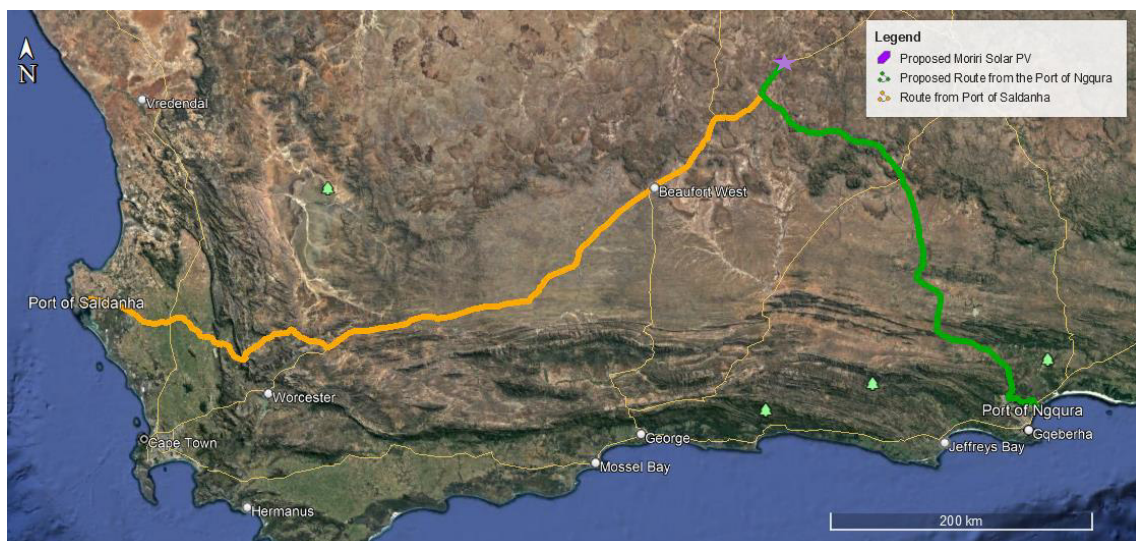 Legend
Proposed Moriri Solar PV
Proposed Route from the Port of Ngqura
Route from Port of Saldanha
N
Vredendal
Beaufort West
Port of Saldanha
Worcester
Port of Ngqura
Gqeberha
Cape Town
George
Jeffreys Bay
Mossel Bay
Hermanus
200 km